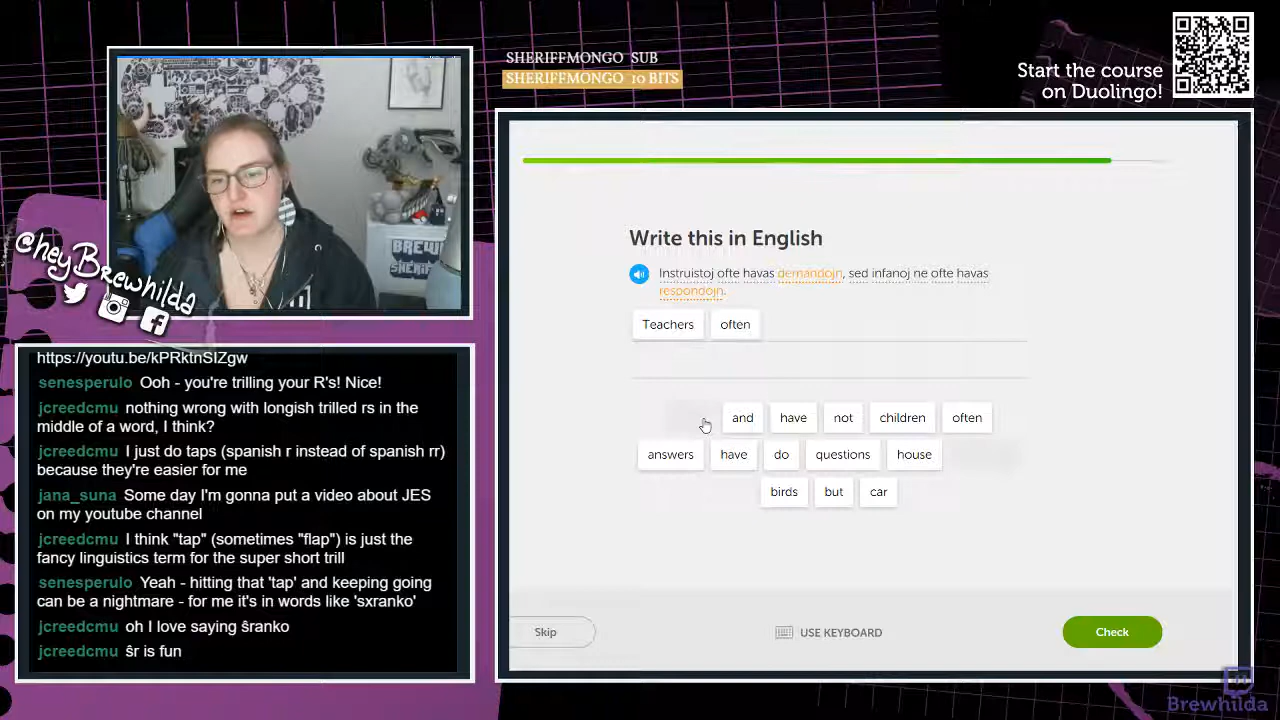 SHERIFFMONGO SUB
SHERIFFMONGO 10 BITS
Start the course
on Duolingo!
@heyBrewhilda
BREW
SHERIF
https://youtu.be/kPRktnSIZgw
senesperulo Ooh - you're trilling your R's! Nice!
jcreedcmu nothing wrong with longish trilled rs in the
middle of a word, I think?
jcreedcmu I just do taps (spanish r instead of spanish rr)
because they're easier for me
jana_suna Some day I'm gonna put a video about JES
on my youtube channel
jcreedcmu I think "tap" (sometimes "flap") is just the
fancy linguistics term for the super short trill
senesperulo Yeah - hitting that 'tap' and keeping going
can be a nightmare - for me it's in words like 'sxranko'
jcreedcmu oh I love saying ŝranko
jcreedcmu ŝr is fun
Write this in English
Instruistoj ofte havas demandojn, sed infanoj ne ofte havas
respondojn.
Teachers often
and have not children often
answers have do questions house
birds but car
Skip
USE KEYBOARD
Check
Brewhilda